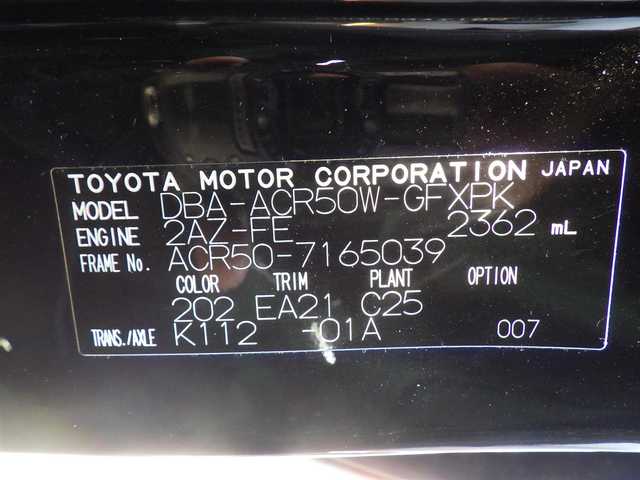 TOYOTA MOTOR CORPORATION JAPAN
MODEL DBA-ACR50W-GFXPK
ENGINE 2AZ-FE 2362 mL
FRAME No. ACR50-7165039
COLOR TRIM PLANT OPTION
202 EA21 C25
TRANS./AXLE K112 -01A 007